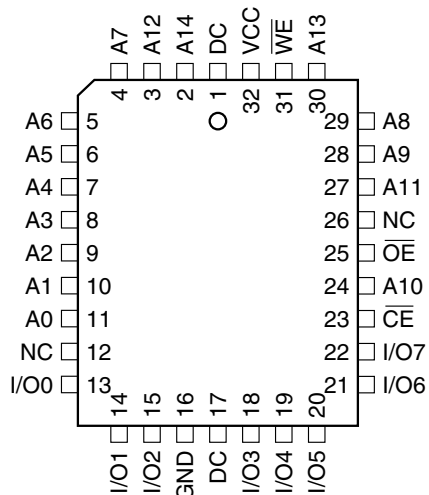 A7 A12 A14 DC VCC W̅E̅ A13
4 3 2 1 32 31 30
A6 5 29 A8
A5 6 28 A9
A4 7 27 A11
A3 8 26 NC
A2 9 25 O̅E̅
A1 10 24 A10
A0 11 23 C̅E̅
NC 12 22 I/O7
I/O0 13 21 I/O6
14 15 16 17 18 19 20
I/O1 I/O2 GND DC I/O3 I/O4 I/O5